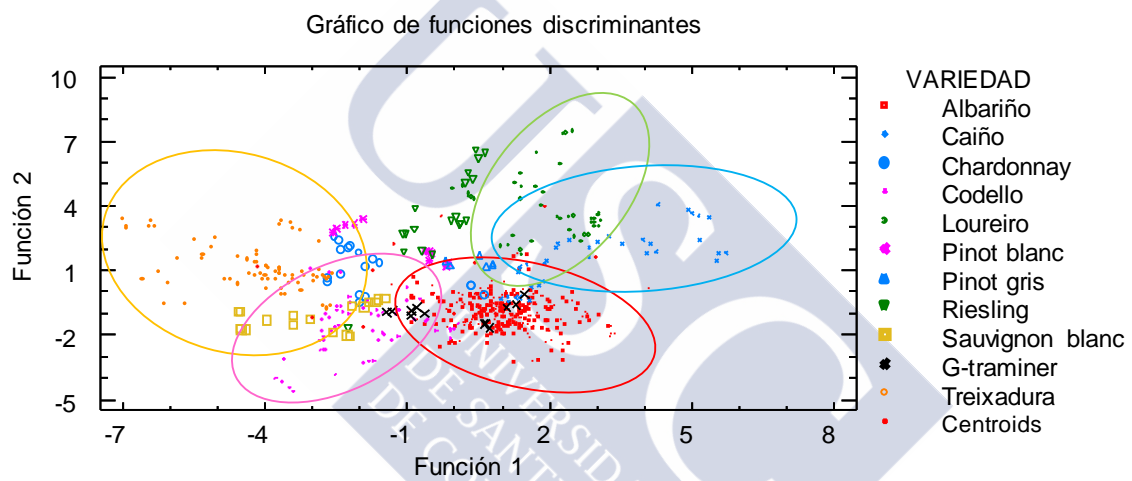 Gráfico de funciones discriminantes
Función 2
10
7
4
1
-2
-5
-7
-4
-1
2
5
8
Función 1
VARIEDAD
Albariño
Caiño
Chardonnay
Codello
Loureiro
Pinot blanc
Pinot gris
Riesling
Sauvignon blanc
G-traminer
Treixadura
Centroids
USC